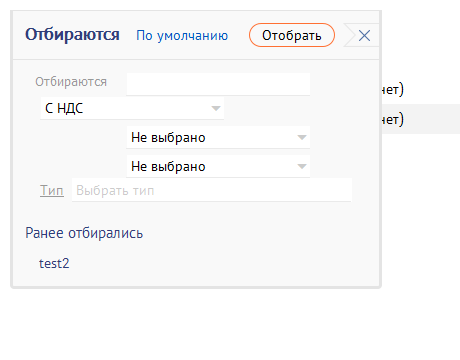 Отбираются По умолчанию Отобрать
Отбираются
нет)
С НДС
нет)
Не выбрано
Не выбрано
Тип Выбрать тип
Ранее отбирались
test2